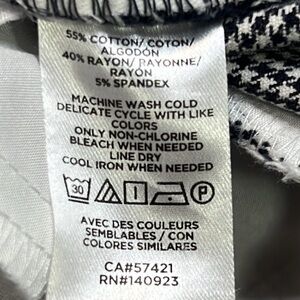 55% COTTON/ COTON/
ALGODÓN
40% RAYON/ RAYONNE/
RAYÓN
5% SPANDEX
MACHINE WASH COLD
DELICATE CYCLE WITH LIKE
COLORS
ONLY NON-CHLORINE
BLEACH WHEN NEEDED
LINE DRY
COOL IRON WHEN NEEDED
30 P
AVEC DES COULEURS
SEMBLABLES / CON
COLORES SIMILARES
CA#57421
RN#140923